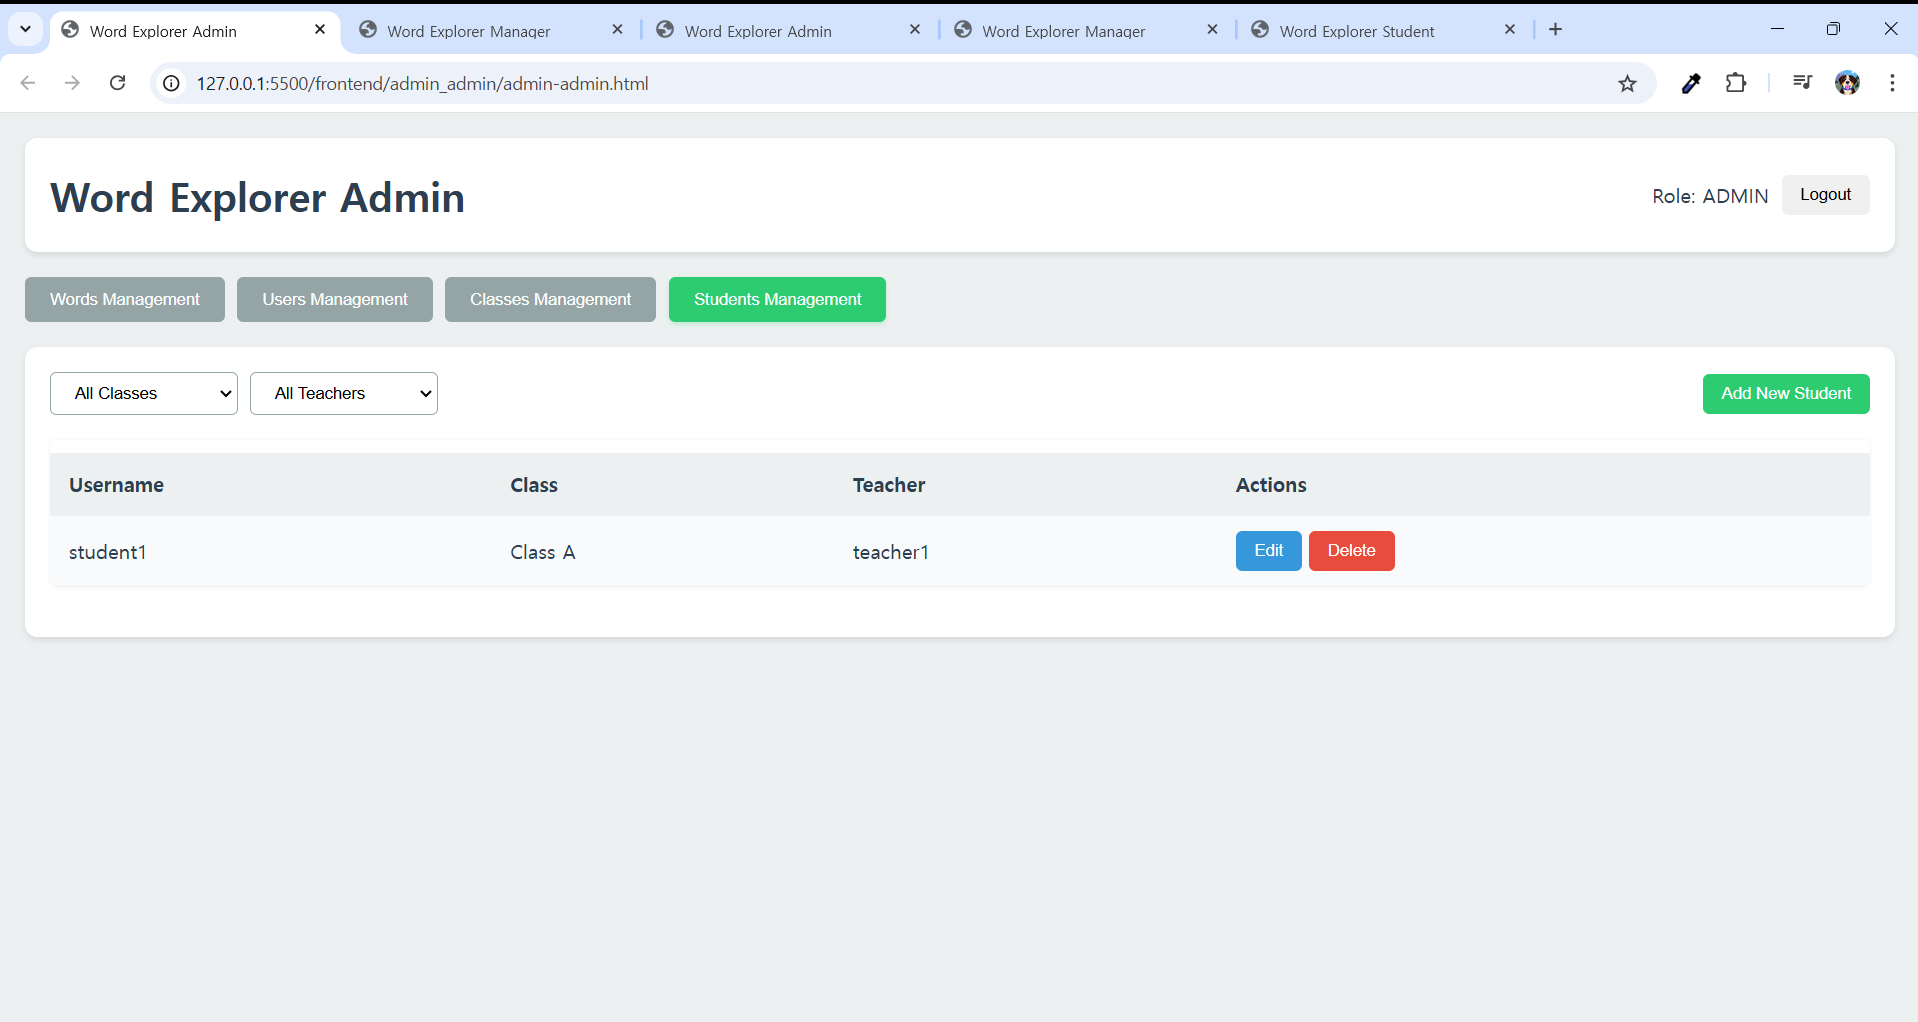 Word Explorer Admin
Word Explorer Manager
Word Explorer Admin
Word Explorer Manager
Word Explorer Student
127.0.0.1:5500/frontend/admin_admin/admin-admin.html
Word Explorer Admin
Role: ADMIN
Logout
Words Management
Users Management
Classes Management
Students Management
All Classes
All Teachers
Add New Student
Username Class Teacher Actions
student1 Class A teacher1 Edit Delete